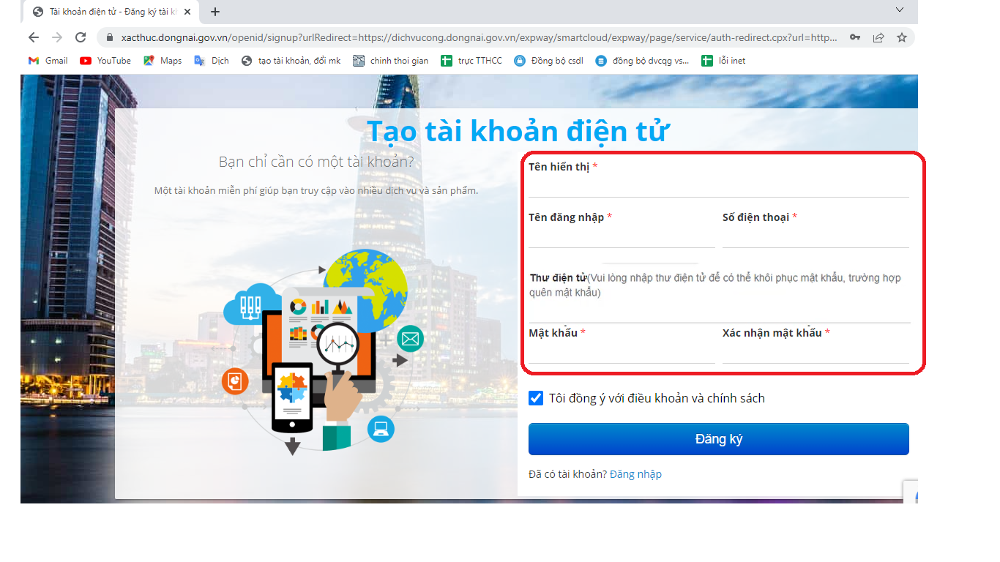 Tài khoản điện tử - Đăng ký tài kh
xacthuc.dongnai.gov.vn/openid/signup?urlRedirect=https://dichvucong.dongnai.gov.vn/expway/smartcloud/expway/page/service/auth-redirect.cpx?url=http...
Gmail YouTube Maps Dịch tạo tài khoản, đổi mk chinh thoi gian trực TTHCC Đồng bộ csdl đồng bộ dvcqg vs... lỗi inet
Tạo tài khoản điện tử
Bạn chỉ cần có một tài khoản?
Một tài khoản miễn phí giúp bạn truy cập vào nhiều dịch vụ và sản phẩm.
Tên hiển thị *
Tên đăng nhập * Số điện thoại *
Thư điện tử(Vui lòng nhập thư điện tử để có thể khôi phục mật khẩu, trường hợp
quên mật khẩu)
Mật khẩu * Xác nhận mật khẩu *
Tôi đồng ý với điều khoản và chính sách
Đăng ký
Đã có tài khoản? Đăng nhập